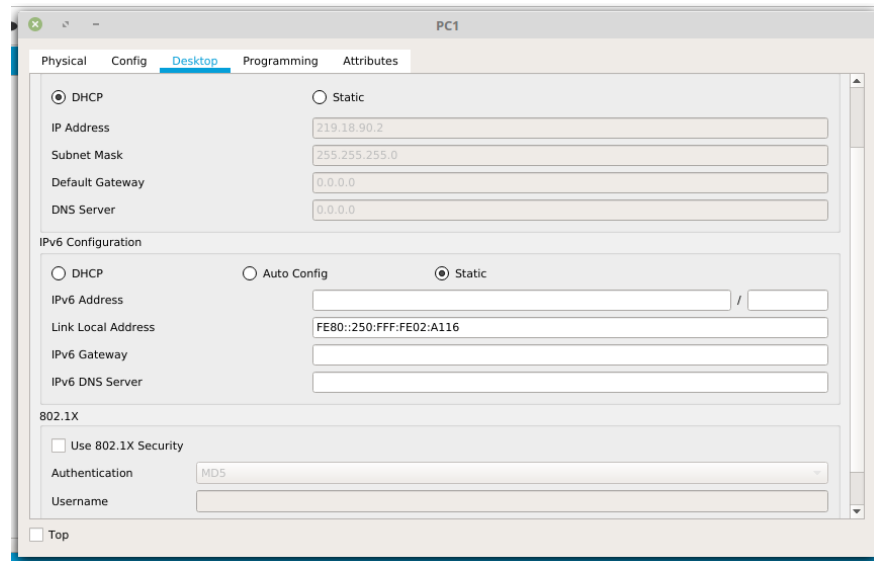 PC1
Physical Config Desktop Programming Attributes
DHCP Static
IP Address 219.18.90.2
Subnet Mask 255.255.255.0
Default Gateway 0.0.0.0
DNS Server 0.0.0.0
IPv6 Configuration
DHCP Auto Config Static
IPv6 Address /
Link Local Address FE80::250:FFF:FE02:A116
IPv6 Gateway
IPv6 DNS Server
802.1X
Use 802.1X Security
Authentication MD5
Username
Top